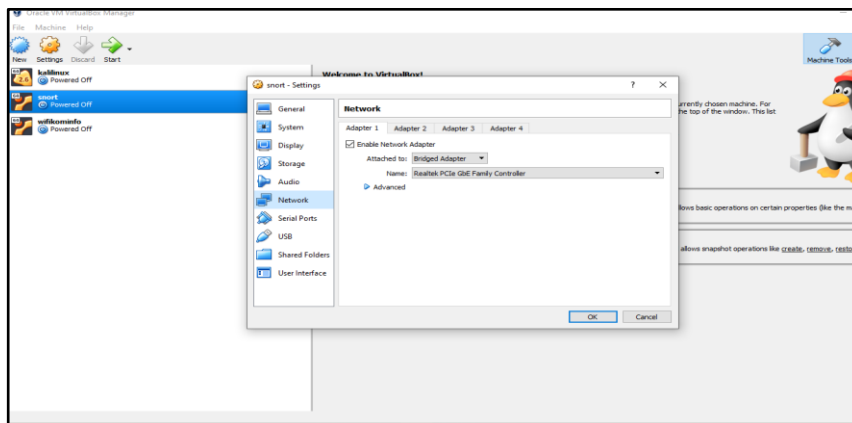 Oracle VM VirtualBox Manager
File Machine Help
New Settings Discard Start
Machine Tools
kalilinux
Powered Off
snort
Powered Off
wifikominfo
Powered Off
Welcome to VirtualBox!
currently chosen machine. For
the top of the window. This list
llows basic operations on certain properties (like the m
allows snapshot operations like create, remove, resto
snort - Settings
General
System
Display
Storage
Audio
Network
Serial Ports
USB
Shared Folders
User Interface
Network
Adapter 1 Adapter 2 Adapter 3 Adapter 4
Enable Network Adapter
Attached to: Bridged Adapter
Name: Realtek PCIe GbE Family Controller
Advanced
OK Cancel